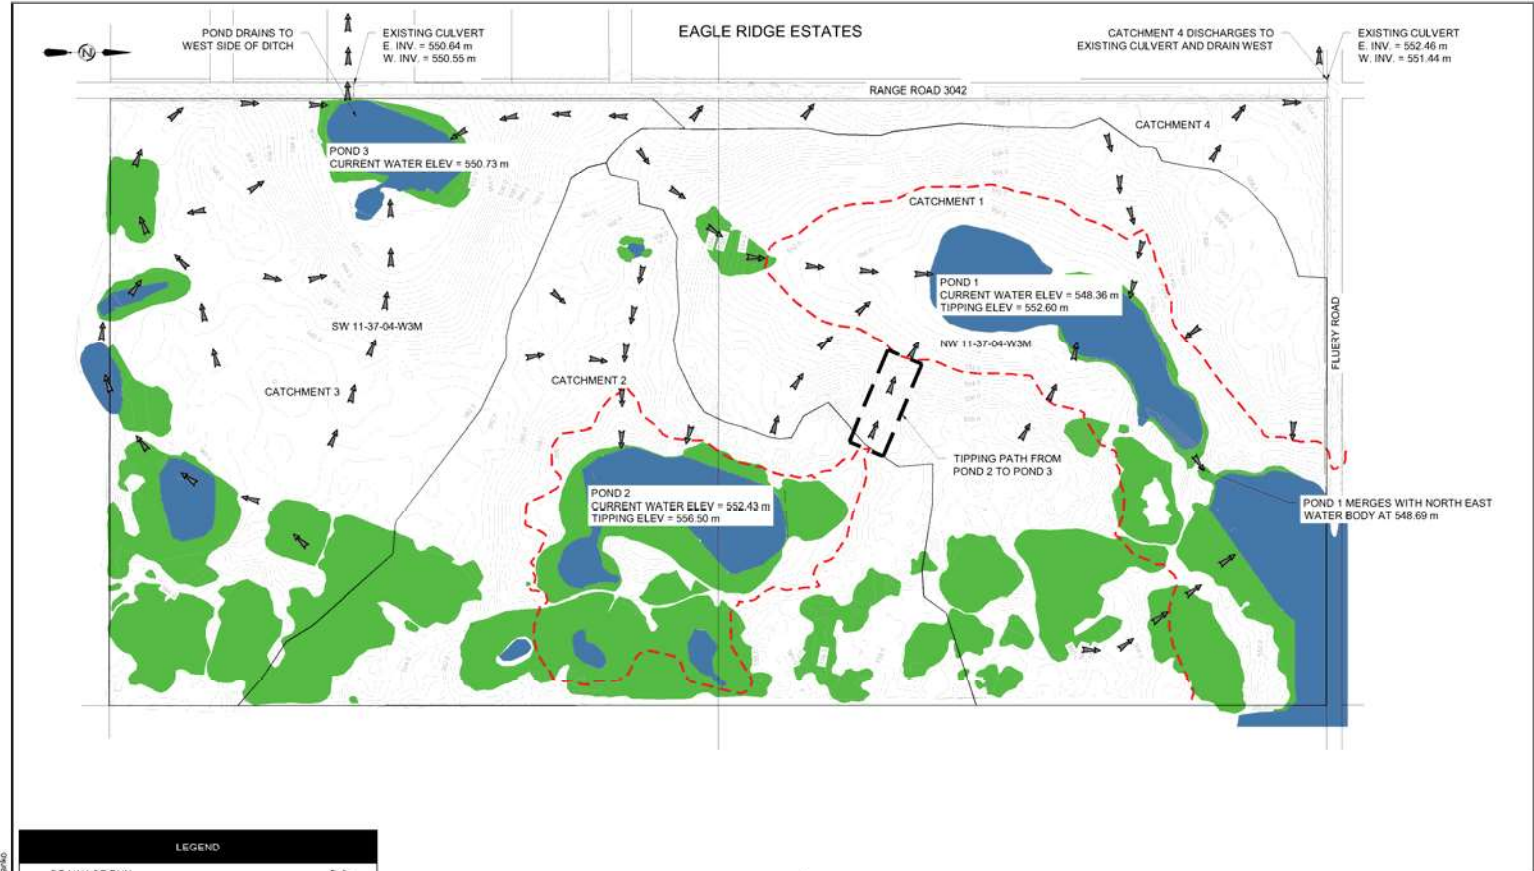 EAGLE RIDGE ESTATES
POND DRAINS TO
WEST SIDE OF DITCH
EXISTING CULVERT
E. INV. = 550.64 m
W. INV. = 550.55 m
CATCHMENT 4 DISCHARGES TO
EXISTING CULVERT AND DRAIN WEST
EXISTING CULVERT
E. INV. = 552.46 m
W. INV. = 551.44 m
N
RANGE ROAD 3042
CATCHMENT 4
POND 3
CURRENT WATER ELEV = 550.73 m
CATCHMENT 1
POND 1
CURRENT WATER ELEV = 548.36 m
TIPPING ELEV = 552.60 m
SW 11-37-04-W3M
NW 11-37-04-W3M
FLUERY ROAD
CATCHMENT 3
CATCHMENT 2
TIPPING PATH FROM
POND 2 TO POND 3
POND 2
CURRENT WATER ELEV = 552.43 m
TIPPING ELEV = 556.50 m
POND 1 MERGES WITH NORTH EAST
WATER BODY AT 548.69 m
LEGEND